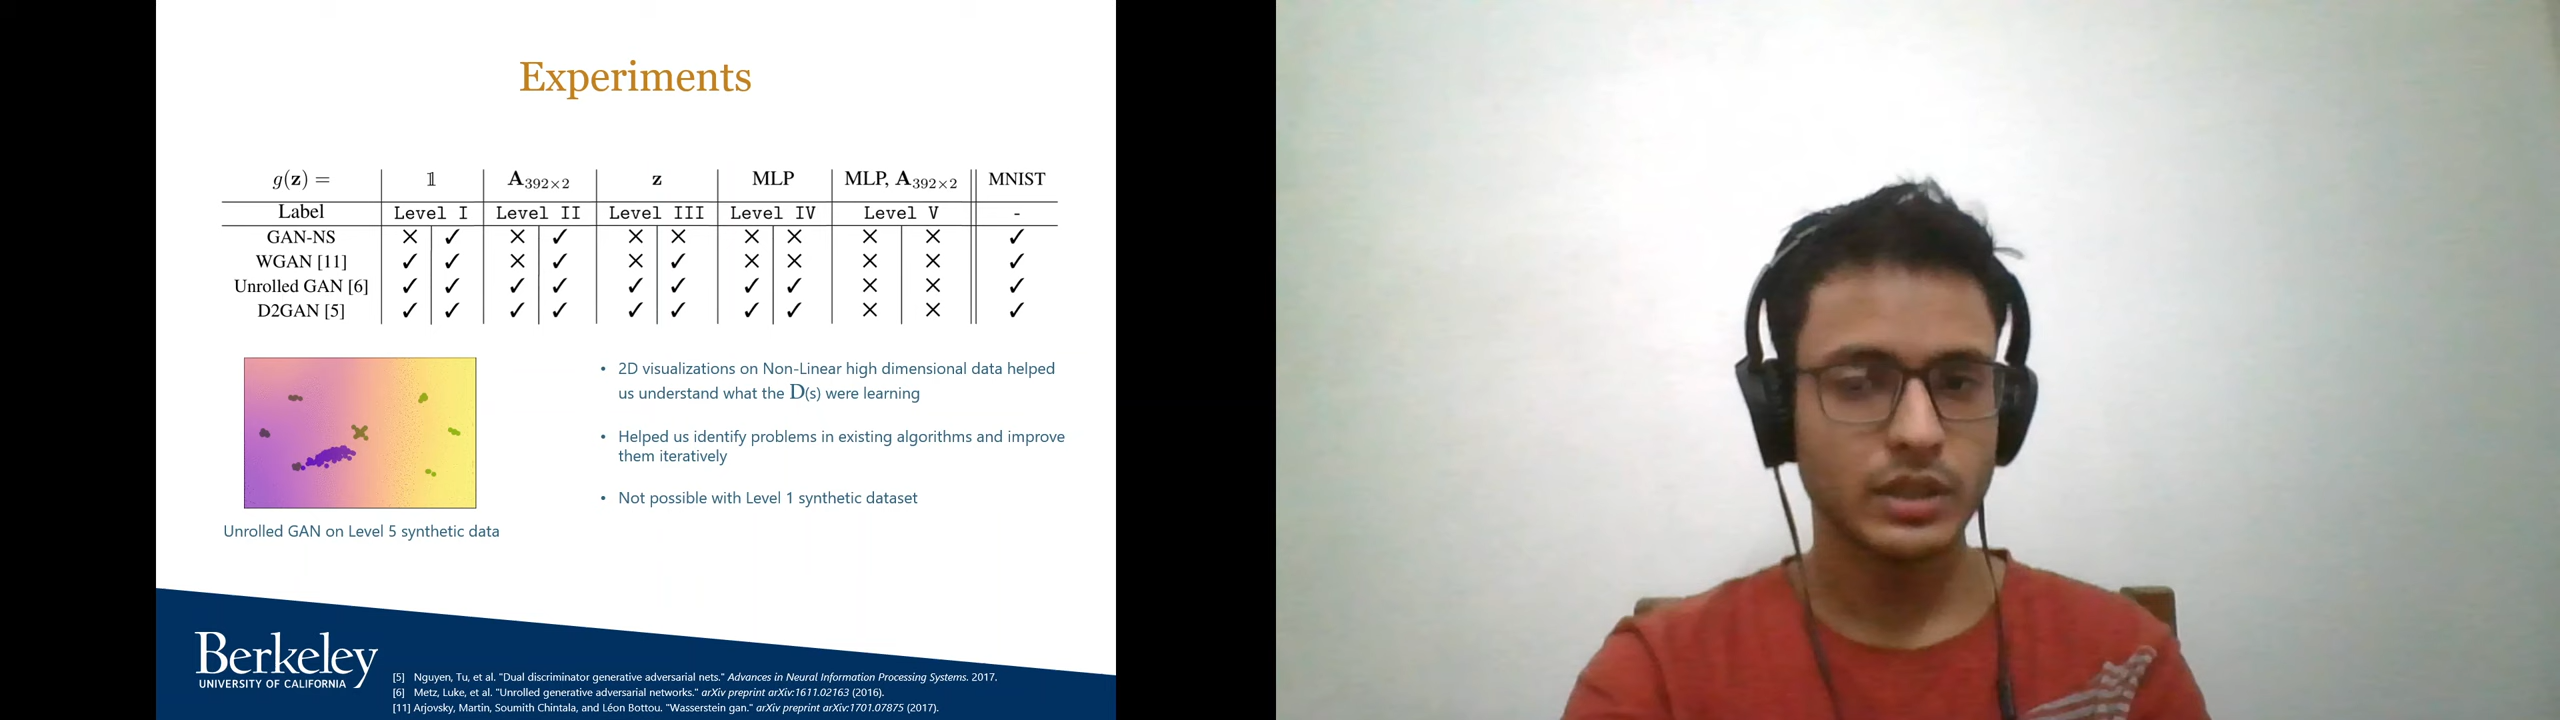 Experiments
g(z) = 𝟙 A₃₉₂ₓ₂ z MLP MLP, A₃₉₂ₓ₂ MNIST
Label Level I Level II Level III Level IV Level V -
GAN-NS × ✓ × ✓ × × × × × × ✓
WGAN [11] ✓ ✓ × ✓ × ✓ × × × × ✓
Unrolled GAN [6] ✓ ✓ ✓ ✓ ✓ ✓ ✓ ✓ × × ✓
D2GAN [5] ✓ ✓ ✓ ✓ ✓ ✓ ✓ ✓ × × ✓
Unrolled GAN on Level 5 synthetic data
• 2D visualizations on Non-Linear high dimensional data helped
us understand what the D(s) were learning
• Helped us identify problems in existing algorithms and improve
them iteratively
• Not possible with Level 1 synthetic dataset
Berkeley
UNIVERSITY OF CALIFORNIA
[5] Nguyen, Tu, et al. "Dual discriminator generative adversarial nets." Advances in Neural Information Processing Systems. 2017.
[6] Metz, Luke, et al. "Unrolled generative adversarial networks." arXiv preprint arXiv:1611.02163 (2016).
[11] Arjovsky, Martin, Soumith Chintala, and Léon Bottou. "Wasserstein gan." arXiv preprint arXiv:1701.07875 (2017).